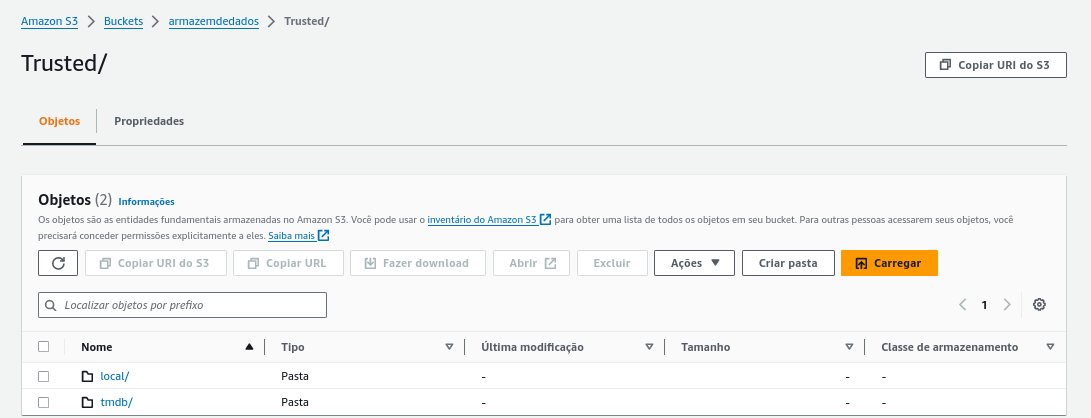 Amazon S3 > Buckets > armazemdedados > Trusted/
Trusted/
Copiar URI do S3
Objetos
Propriedades
Objetos (2) Informações
Os objetos são as entidades fundamentais armazenadas no Amazon S3. Você pode usar o inventário do Amazon S3 para obter uma lista de todos os objetos em seu bucket. Para outras pessoas acessarem seus objetos, você
precisará conceder permissões explicitamente a eles. Saiba mais
Copiar URI do S3 Copiar URL Fazer download Abrir Excluir Ações Criar pasta Carregar
Localizar objetos por prefixo
1
Nome Tipo Última modificação Tamanho Classe de armazenamento
local/ Pasta - - -
tmdb/ Pasta - - -